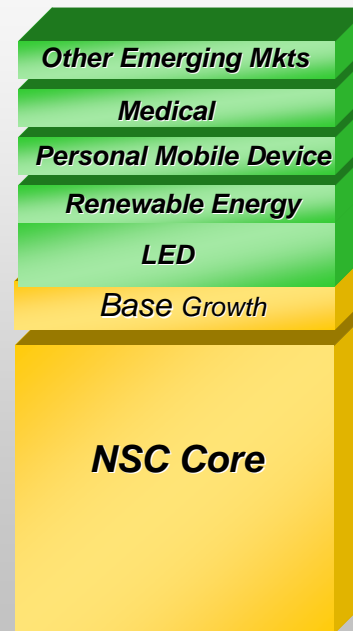 Other Emerging Mkts
Medical
Personal Mobile Device
Renewable Energy
LED
Base Growth
NSC Core